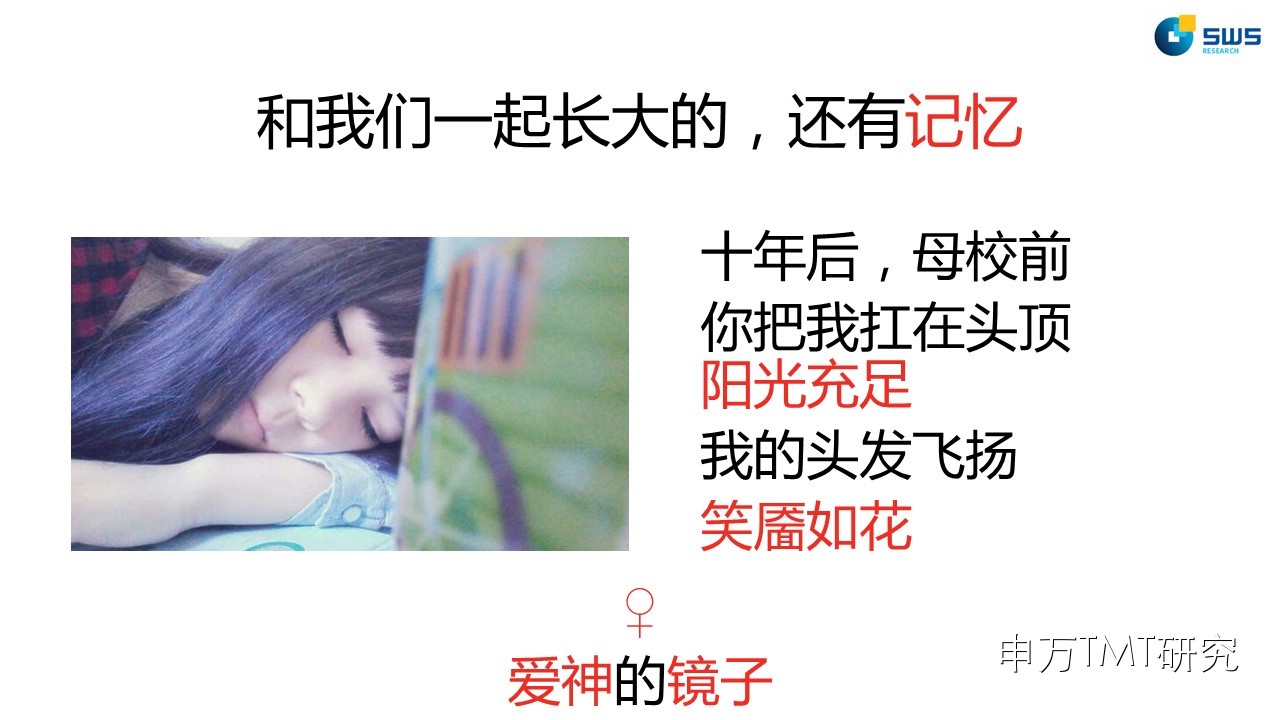 SWS
RESEARCH
和我们一起长大的，还有记忆
十年后，母校前
你把我扛在头顶
阳光充足
我的头发飞扬
笑靥如花
♀
爱神的镜子
申万TMT研究